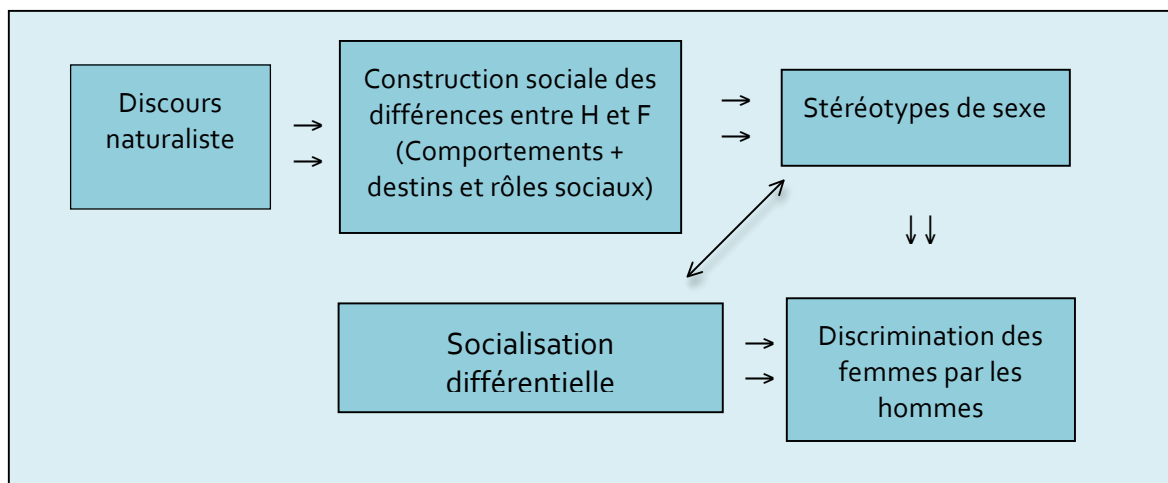 Discours
naturaliste
Construction sociale des
différences entre H et F
(Comportements +
destins et rôles sociaux)
Stéréotypes de sexe
Socialisation
différentielle
Discrimination des
femmes par les
hommes